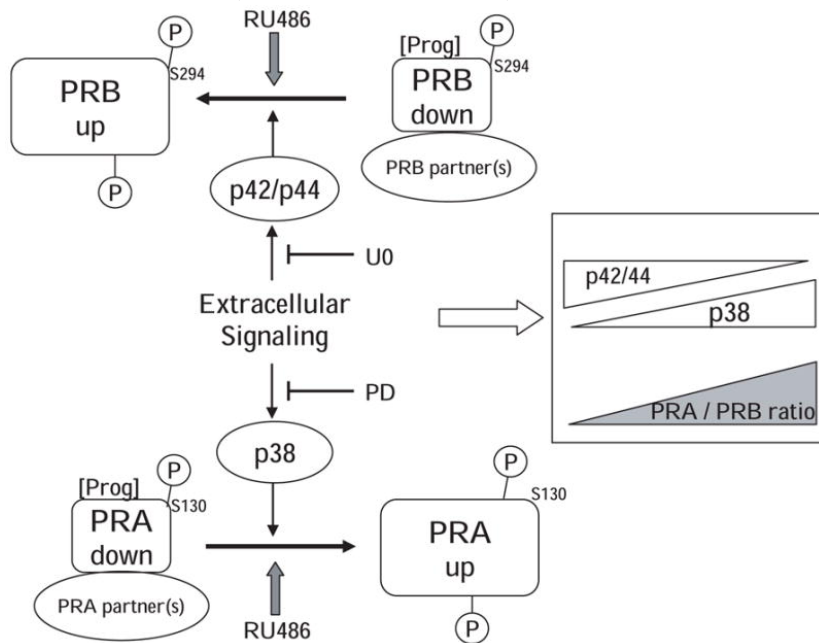 RU486
P
S294
PRB
up
P
[Prog]
P
S294
PRB
down
PRB partner(s)
p42/p44
U0
Extracellular
Signaling
PD
p38
[Prog]
P
S130
PRA
down
PRA partner(s)
RU486
P
S130
PRA
up
P
p42/44
p38
PRA / PRB ratio